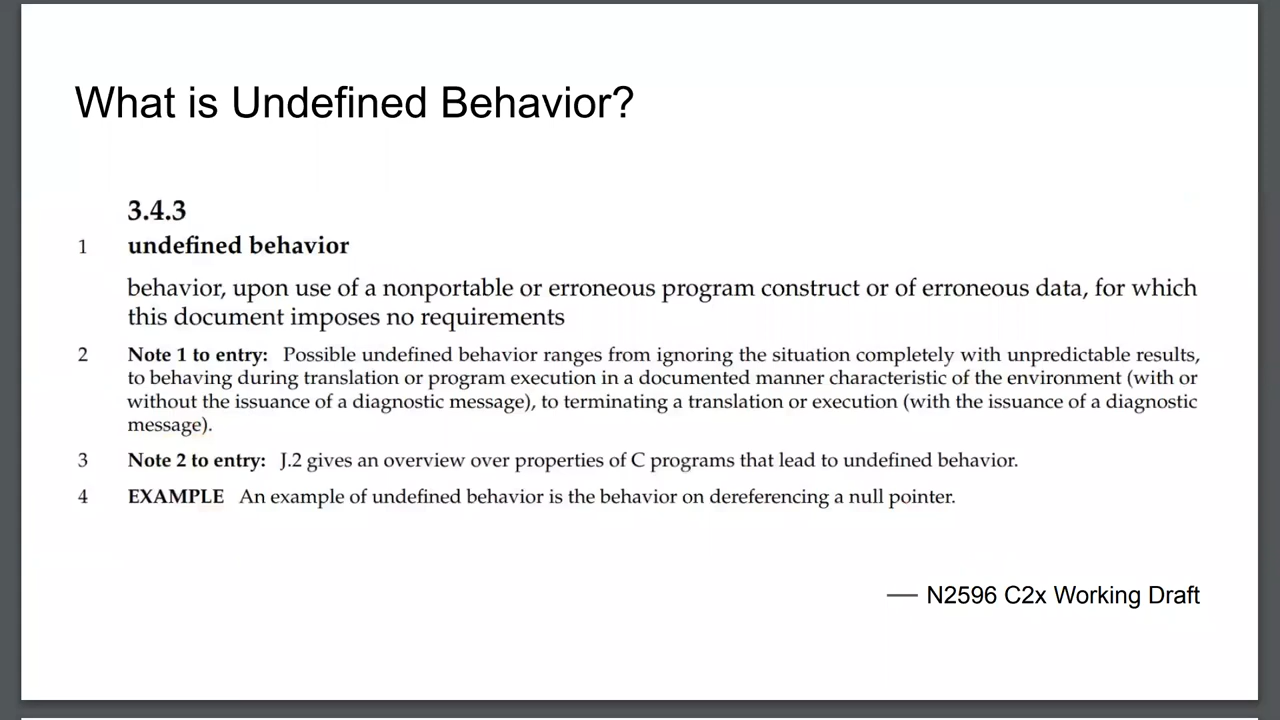 What is Undefined Behavior?
3.4.3
1 undefined behavior
behavior, upon use of a nonportable or erroneous program construct or of erroneous data, for which
this document imposes no requirements
2 Note 1 to entry: Possible undefined behavior ranges from ignoring the situation completely with unpredictable results,
to behaving during translation or program execution in a documented manner characteristic of the environment (with or
without the issuance of a diagnostic message), to terminating a translation or execution (with the issuance of a diagnostic
message).
3 Note 2 to entry: J.2 gives an overview over properties of C programs that lead to undefined behavior.
4 EXAMPLE An example of undefined behavior is the behavior on dereferencing a null pointer.
— N2596 C2x Working Draft